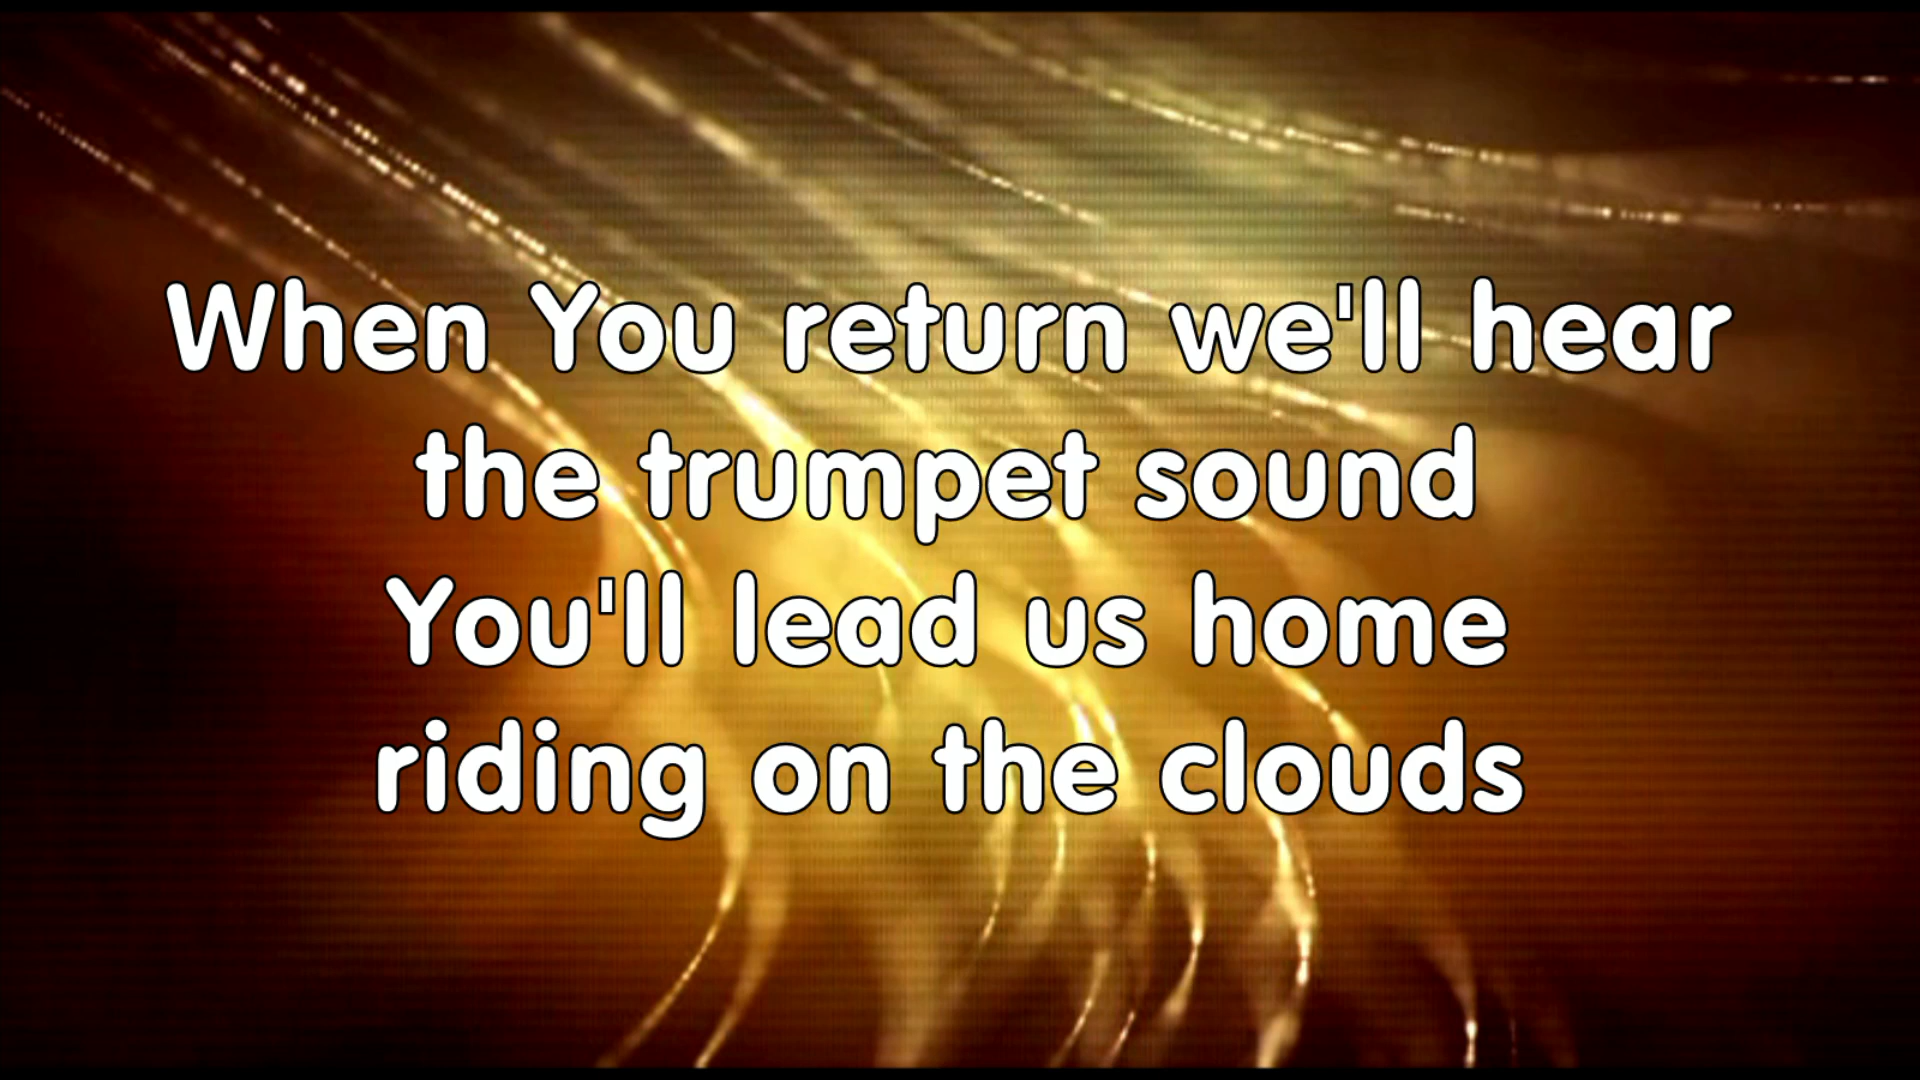 When You return we'll hear
the trumpet sound
You'll lead us home
riding on the clouds